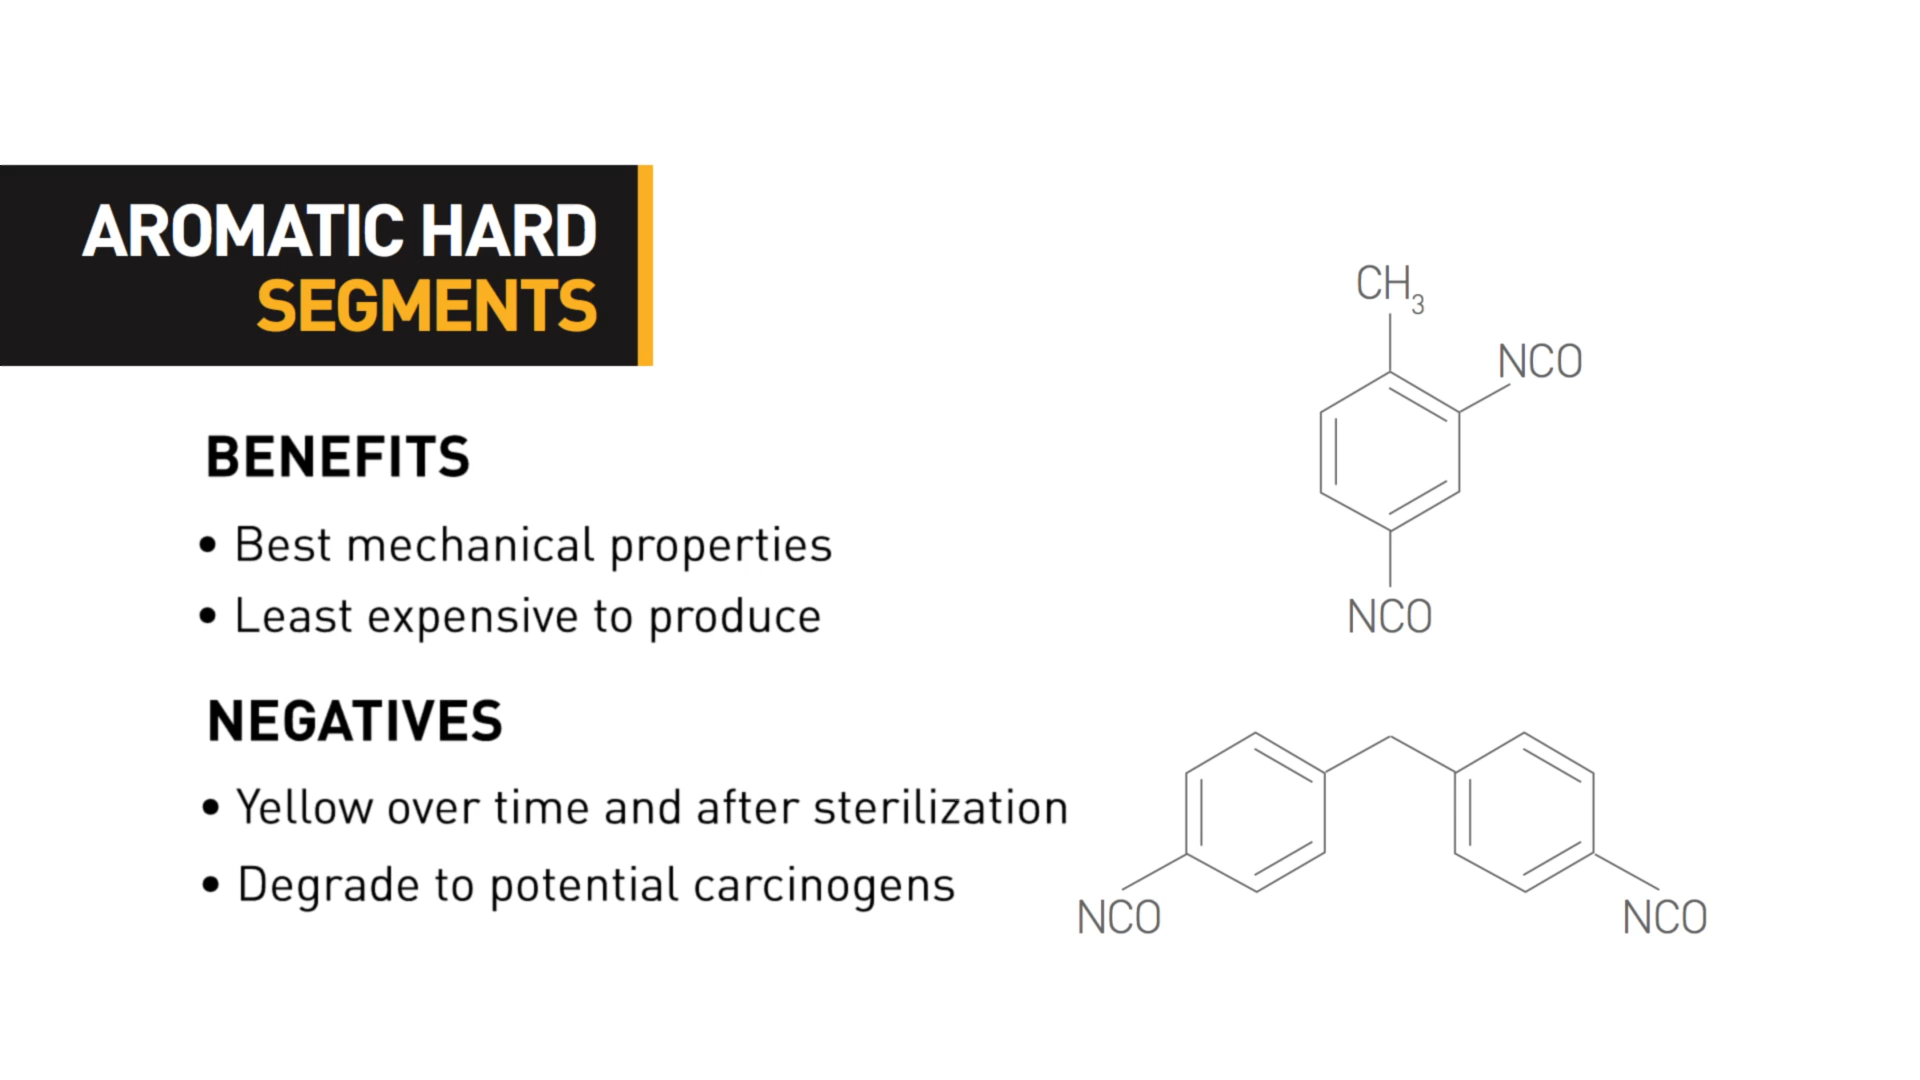 AROMATIC HARD
SEGMENTS
BENEFITS
• Best mechanical properties
• Least expensive to produce
NEGATIVES
• Yellow over time and after sterilization
• Degrade to potential carcinogens
CH₃
NCO
NCO
NCO
NCO